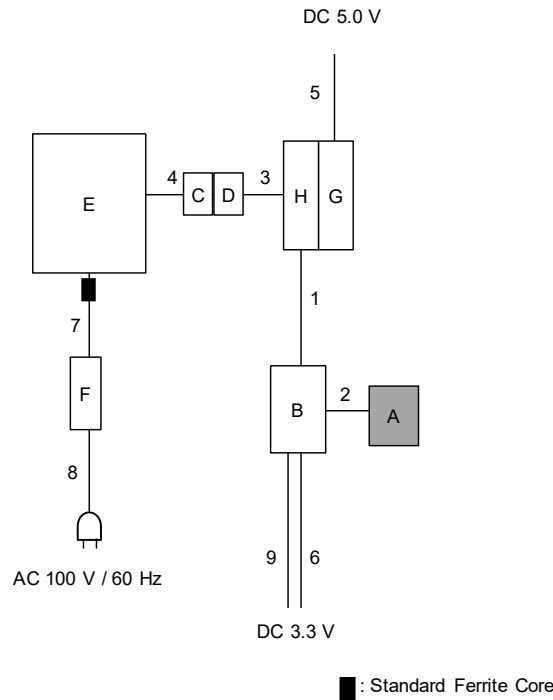 DC 5.0 V
5
4
C
D
3
H
G
E
1
7
F
B
2
A
8
9
6
AC 100 V / 60 Hz
DC 3.3 V
: Standard Ferrite Core